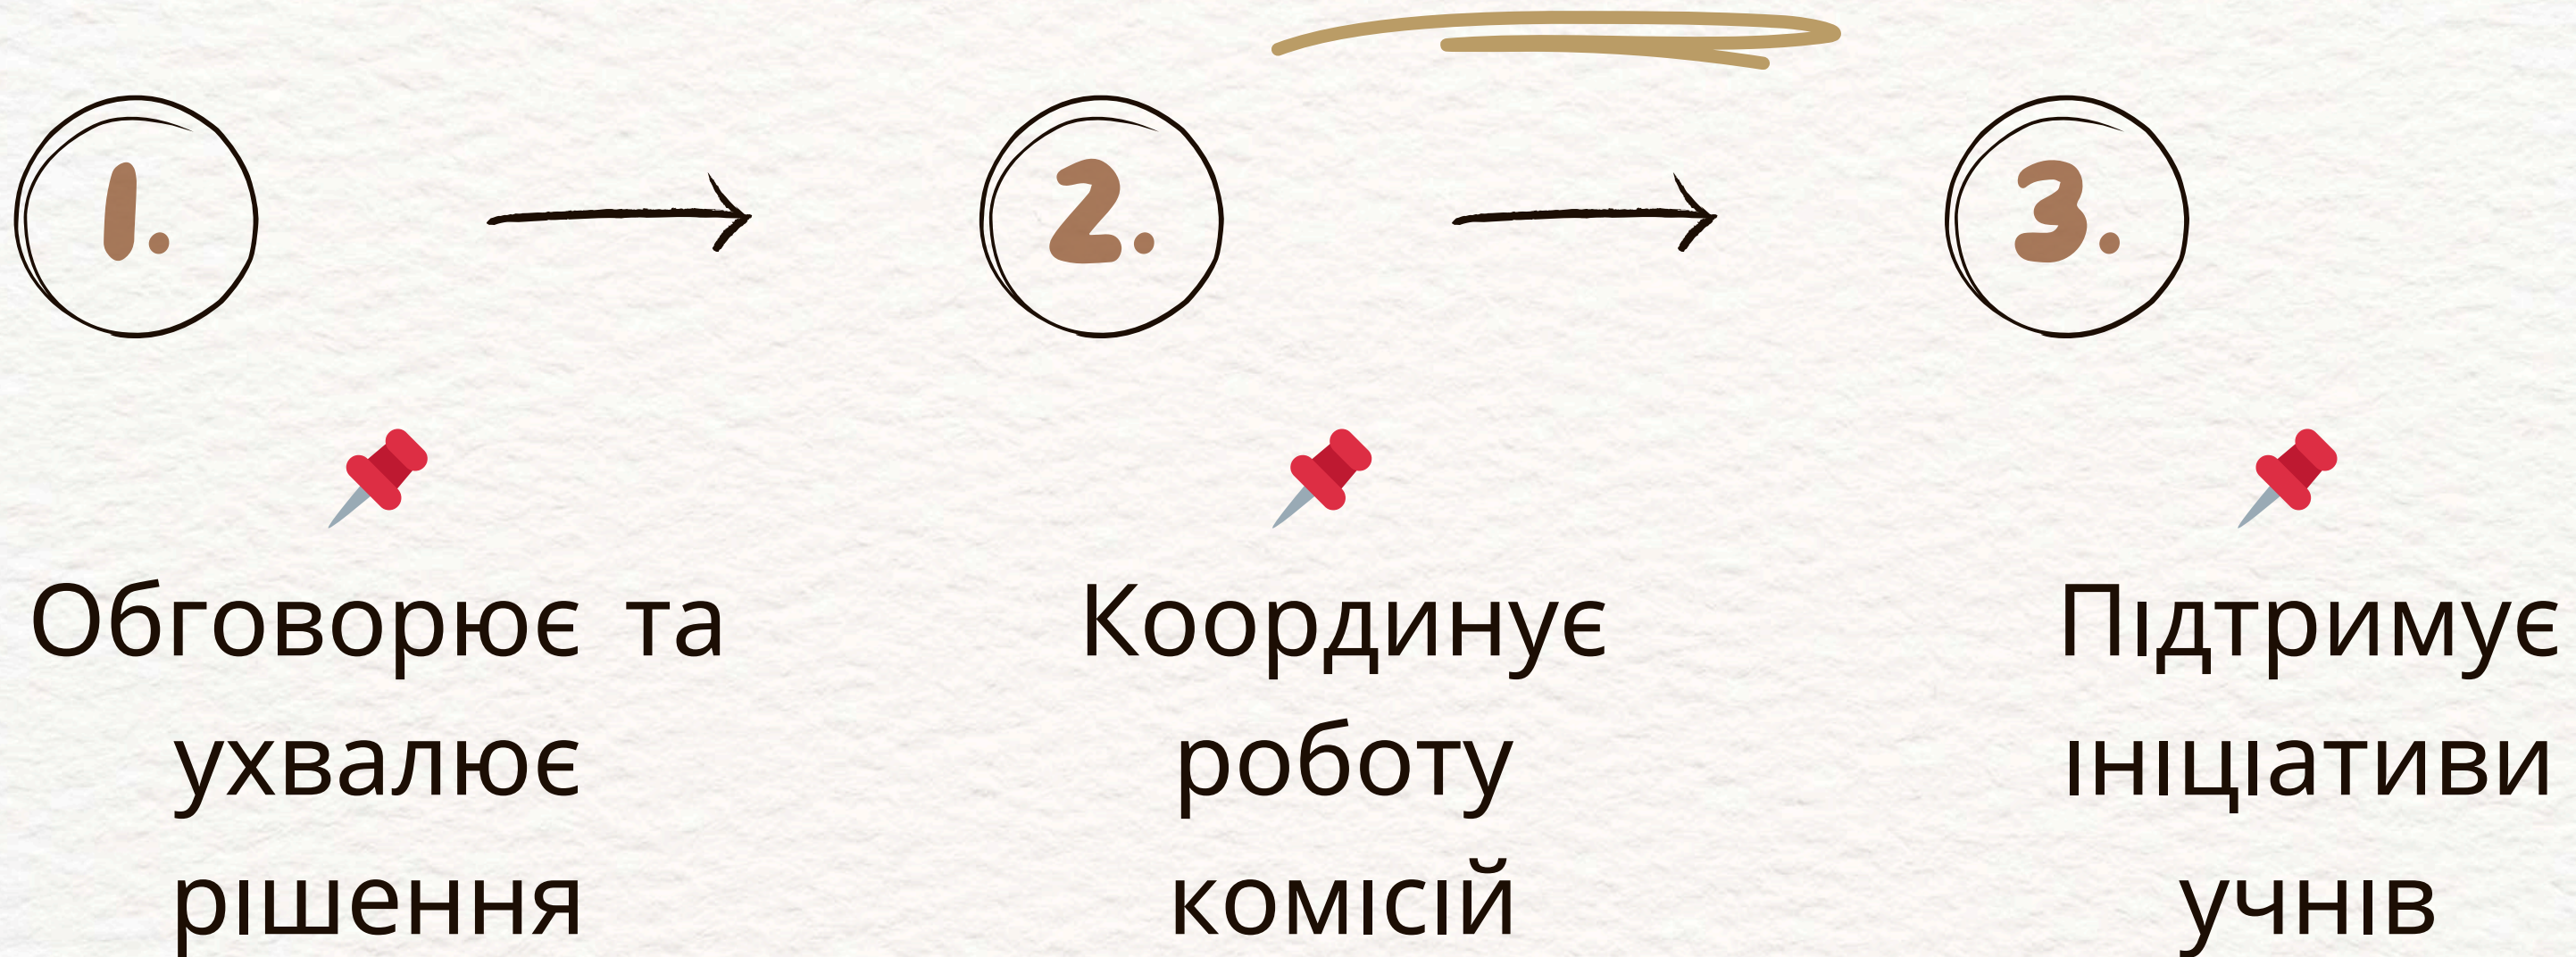 1.
2.
3.
Обговорює та
ухвалює
рішення
Координує
роботу
комісій
Підтримує
ініціативи
учнів